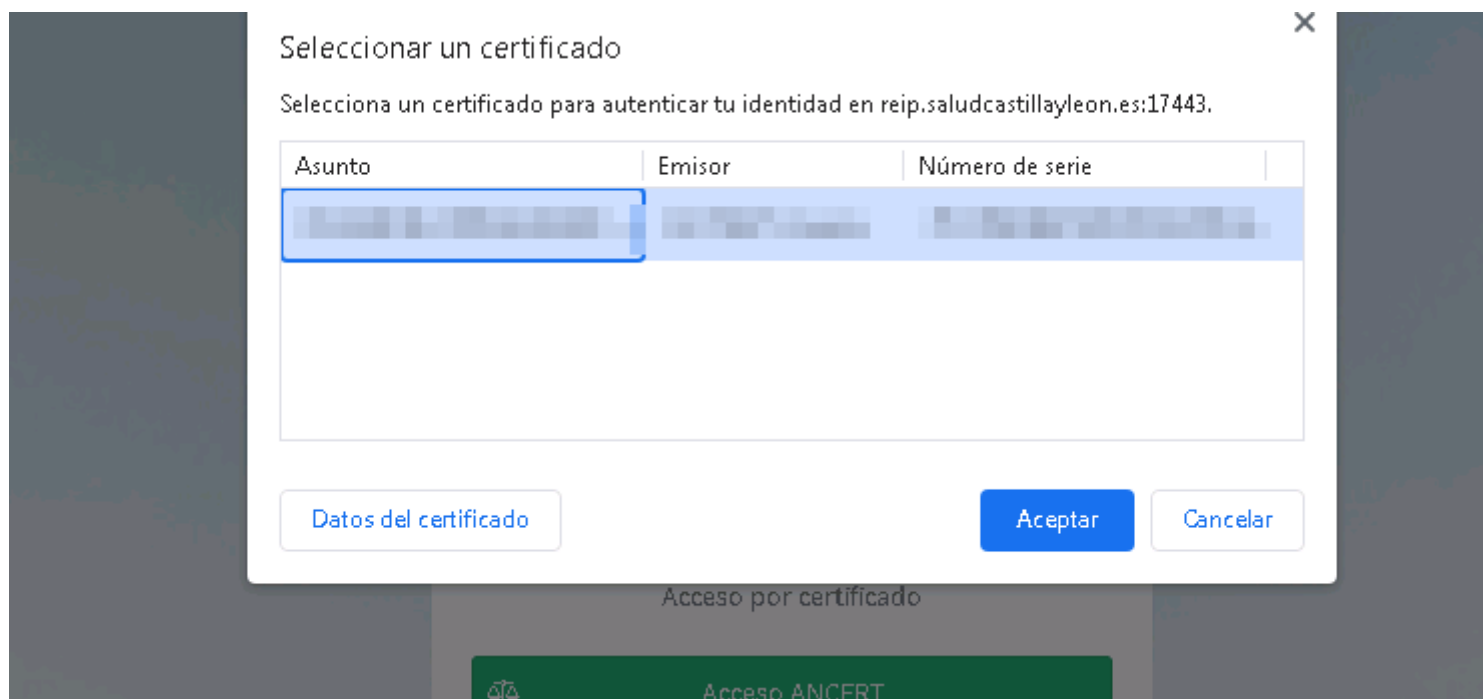 Seleccionar un certificado
Selecciona un certificado para autenticar tu identidad en reip.saludcastillayleon.es:17443.
Asunto Emisor Número de serie
Datos del certificado Aceptar Cancelar
Acceso por certificado
Acceso ANCERT